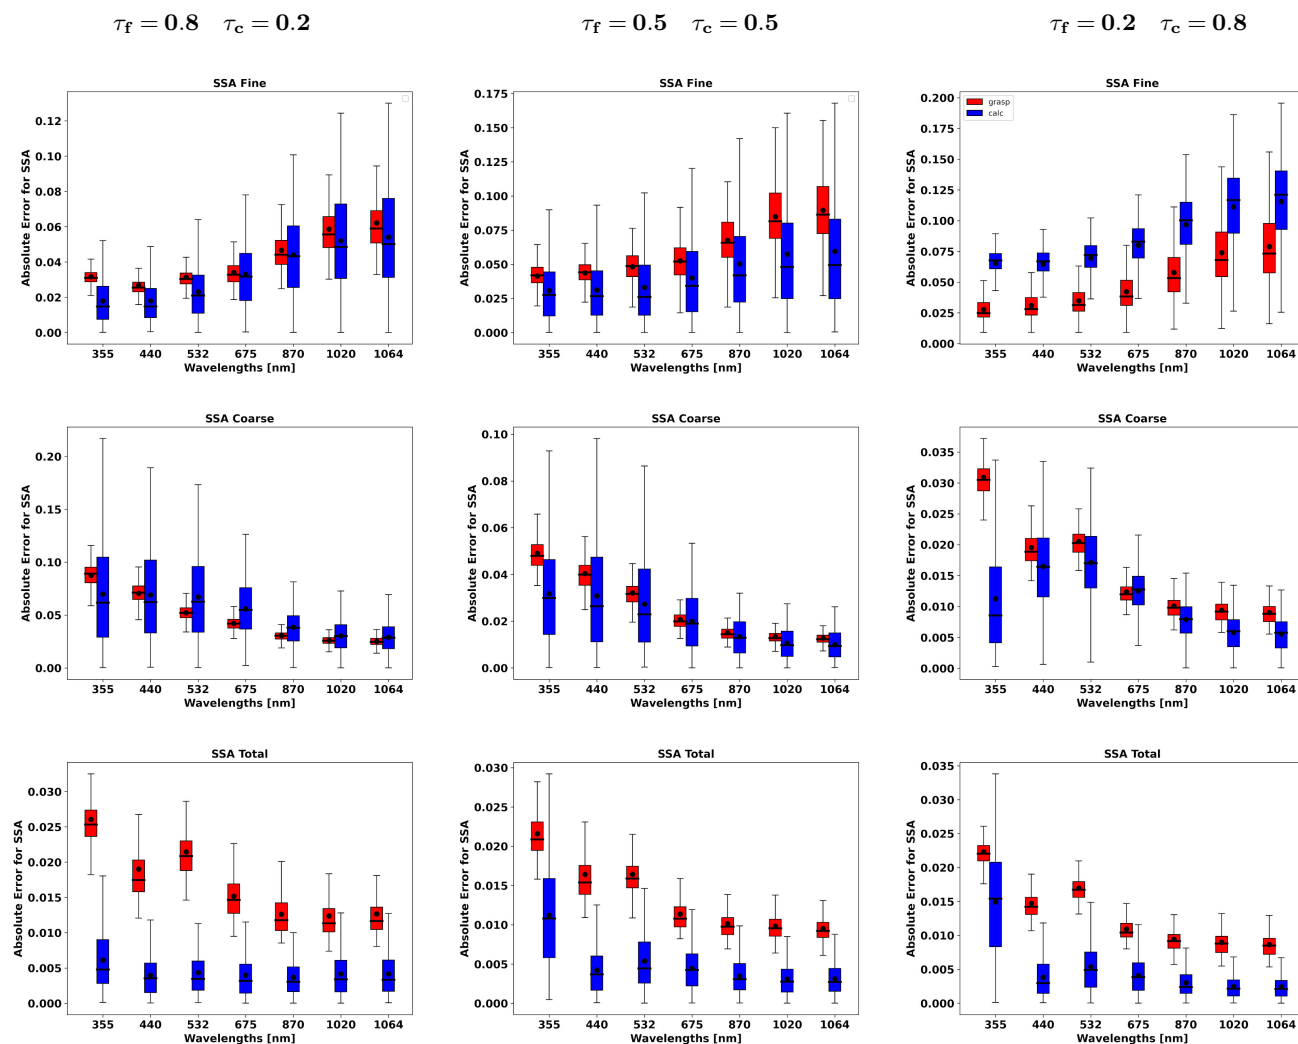 τf = 0.8 τc = 0.2
τf = 0.5 τc = 0.5
τf = 0.2 τc = 0.8
SSA Fine
Absolute Error for SSA
0.12
0.10
0.08
0.06
0.04
0.02
0.00
355 440 532 675 870 1020 1064
Wavelengths [nm]
SSA Fine
Absolute Error for SSA
0.175
0.150
0.125
0.100
0.075
0.050
0.025
0.000
355 440 532 675 870 1020 1064
Wavelengths [nm]
SSA Fine
grasp
calc
Absolute Error for SSA
0.200
0.175
0.150
0.125
0.100
0.075
0.050
0.025
0.000
355 440 532 675 870 1020 1064
Wavelengths [nm]
SSA Coarse
Absolute Error for SSA
0.20
0.15
0.10
0.05
0.00
355 440 532 675 870 1020 1064
Wavelengths [nm]
SSA Coarse
Absolute Error for SSA
0.10
0.08
0.06
0.04
0.02
0.00
355 440 532 675 870 1020 1064
Wavelengths [nm]
SSA Coarse
Absolute Error for SSA
0.035
0.030
0.025
0.020
0.015
0.010
0.005
0.000
355 440 532 675 870 1020 1064
Wavelengths [nm]
SSA Total
Absolute Error for SSA
0.030
0.025
0.020
0.015
0.010
0.005
0.000
355 440 532 675 870 1020 1064
Wavelengths [nm]
SSA Total
Absolute Error for SSA
0.030
0.025
0.020
0.015
0.010
0.005
0.000
355 440 532 675 870 1020 1064
Wavelengths [nm]
SSA Total
Absolute Error for SSA
0.035
0.030
0.025
0.020
0.015
0.010
0.005
0.000
355 440 532 675 870 1020 1064
Wavelengths [nm]